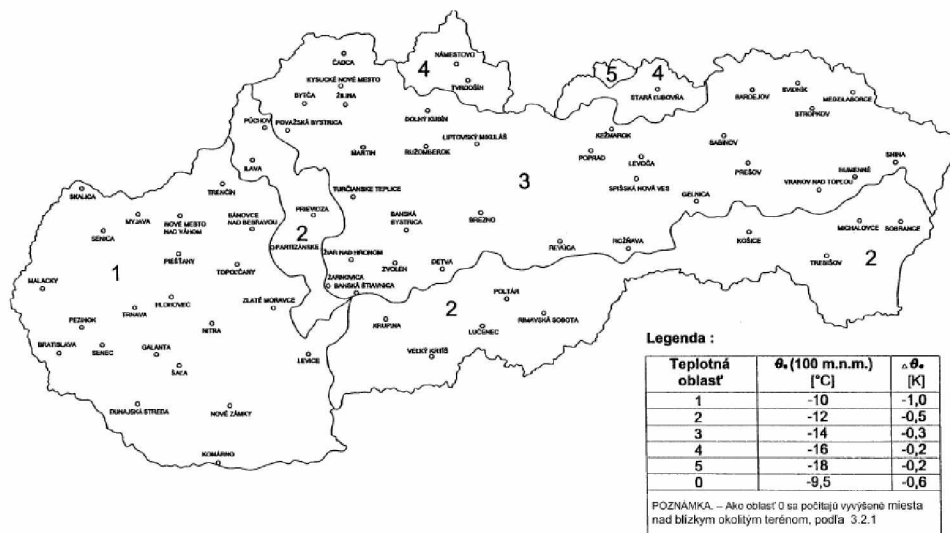 ČADCA
NÁMESTOVO
4
KYSUCKÉ NOVÉ MESTO
TVRDOŠÍN
5
4
BYTČA
ŽILINA
STARÁ ĽUBOVŇA
BARDEJOV
SVIDNÍK
MEDZILABORCE
STROPKOV
DOLNÝ KUBÍN
PÚCHOV
POVAŽSKÁ BYSTRICA
LIPTOVSKÝ MIKULÁŠ
KEŽMAROK
SABINOV
MARTIN
RUŽOMBEROK
POPRAD
LEVOČA
ILAVA
PREŠOV
SNINA
HUMENNÉ
SKALICA
TRENČÍN
TURČIANSKE TEPLICE
3
SPIŠSKÁ NOVÁ VES
VRANOV NAD TOPĽOU
GELNICA
MYJAVA
NOVÉ MESTO
NAD VÁHOM
BÁNOVCE
NAD BEBRAVOU
PRIEVIDZA
BANSKÁ
BYSTRICA
BREZNO
MICHALOVCE
SOBRANCE
SENICA
2
PARTIZÁNSKE
REVÚCA
ROŽŇAVA
KOŠICE
PIEŠŤANY
TOPOĽČANY
ŽIAR NAD HRONOM
ZVOLEN
DETVA
TREBIŠOV
2
1
MALACKY
ŽARNOVICA
BANSKÁ ŠTIAVNICA
HLOHOVEC
ZLATÉ MORAVCE
POLTÁR
TRNAVA
2
KRUPINA
RIMAVSKÁ SOBOTA
PEZINOK
NITRA
LUČENEC
BRATISLAVA
SENEC
GALANTA
LEVICE
VEĽKÝ KRTÍŠ
ŠAĽA
DUNAJSKÁ STREDA
NOVÉ ZÁMKY
KOMÁRNO
Legenda :
Teplotná oblasť θₑ (100 m.n.m.) [°C] △θₑ [K]
1 -10 -1,0
2 -12 -0,5
3 -14 -0,3
4 -16 -0,2
5 -18 -0,2
0 -9,5 -0,6
POZNÁMKA. – Ako oblasť 0 sa počítajú vyvýšené miesta
nad blízkym okolitým terénom, podľa 3.2.1